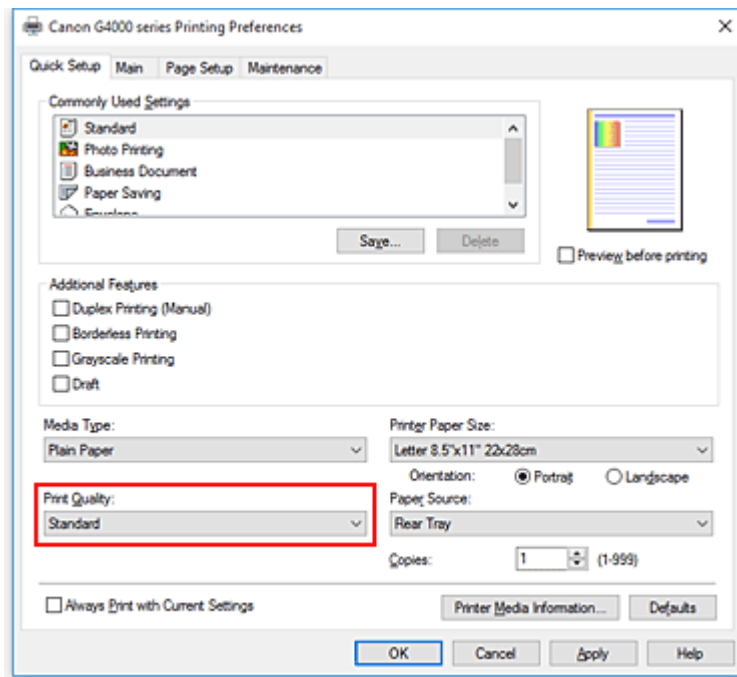 Canon G4000 series Printing Preferences
Quick Setup Main Page Setup Maintenance
Commonly Used Settings
Standard
Photo Printing
Business Document
Paper Saving
Envelope
Save... Delete
Preview before printing
Additional Features
Duplex Printing (Manual)
Borderless Printing
Grayscale Printing
Draft
Media Type:
Plain Paper
Printer Paper Size:
Letter 8.5"x11" 22x28cm
Orientation: Portrait Landscape
Print Quality:
Standard
Paper Source:
Rear Tray
Copies: 1 (1-999)
Always Print with Current Settings
Printer Media Information... Defaults
OK Cancel Apply Help